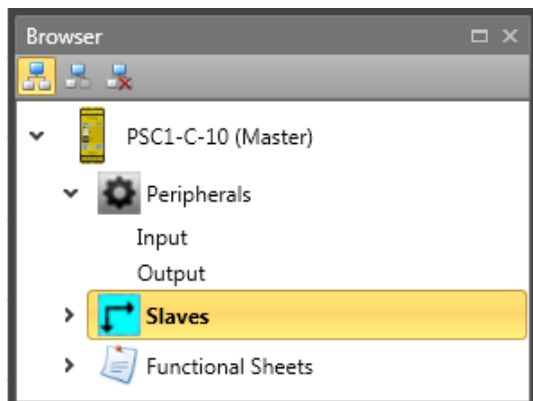 Browser
PSC1-C-10 (Master)
Peripherals
Input
Output
Slaves
Functional Sheets